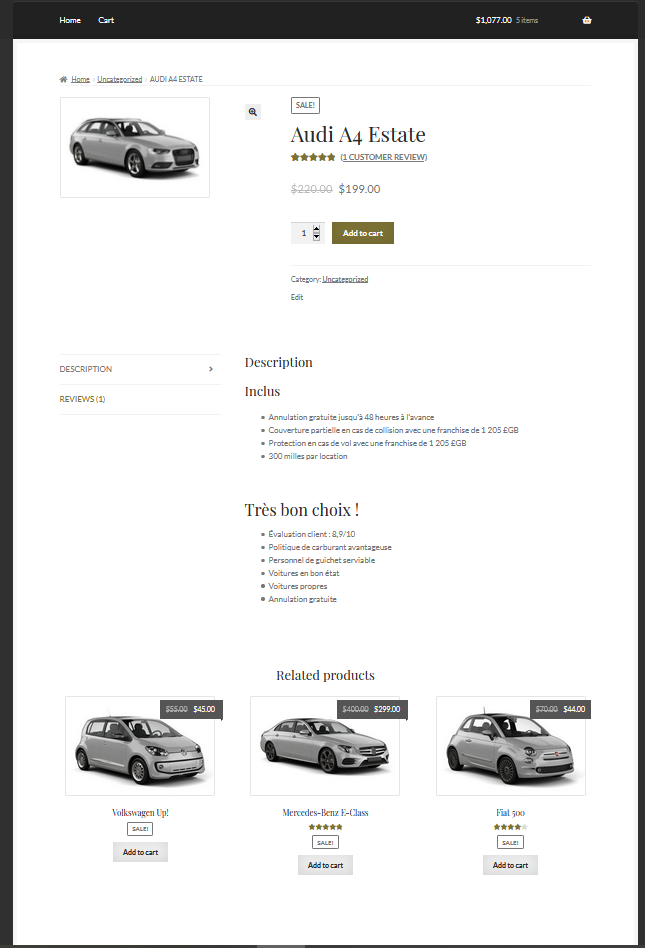 Home Cart $1,077.00 5 items
Home › Uncategorized › AUDI A4 ESTATE
SALE!
Audi A4 Estate
(1 CUSTOMER REVIEW)
$220.00 $199.00
1 Add to cart
Category: Uncategorized
Edit
DESCRIPTION
REVIEWS (1)
Description
Inclus
Annulation gratuite jusqu'à 48 heures à l'avance
Couverture partielle en cas de collision avec une franchise de 1 205 £GB
Protection en cas de vol avec une franchise de 1 205 £GB
300 milles par location
Très bon choix !
Évaluation client : 8,9/10
Politique de carburant avantageuse
Personnel de guichet serviable
Voitures en bon état
Voitures propres
Annulation gratuite
Related products
$55.00 $45.00 $400.00 $299.00 $70.00 $44.00
Volkswagen Up! Mercedes-Benz E-Class Fiat 500
SALE! SALE! SALE!
Add to cart Add to cart Add to cart